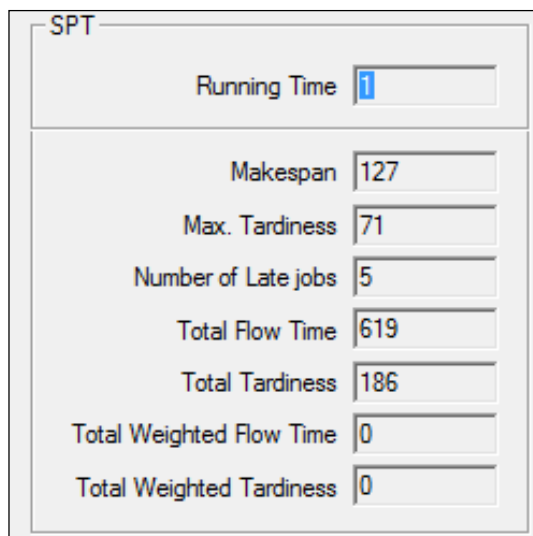 SPT
Running Time 1
Makespan 127
Max. Tardiness 71
Number of Late jobs 5
Total Flow Time 619
Total Tardiness 186
Total Weighted Flow Time 0
Total Weighted Tardiness 0